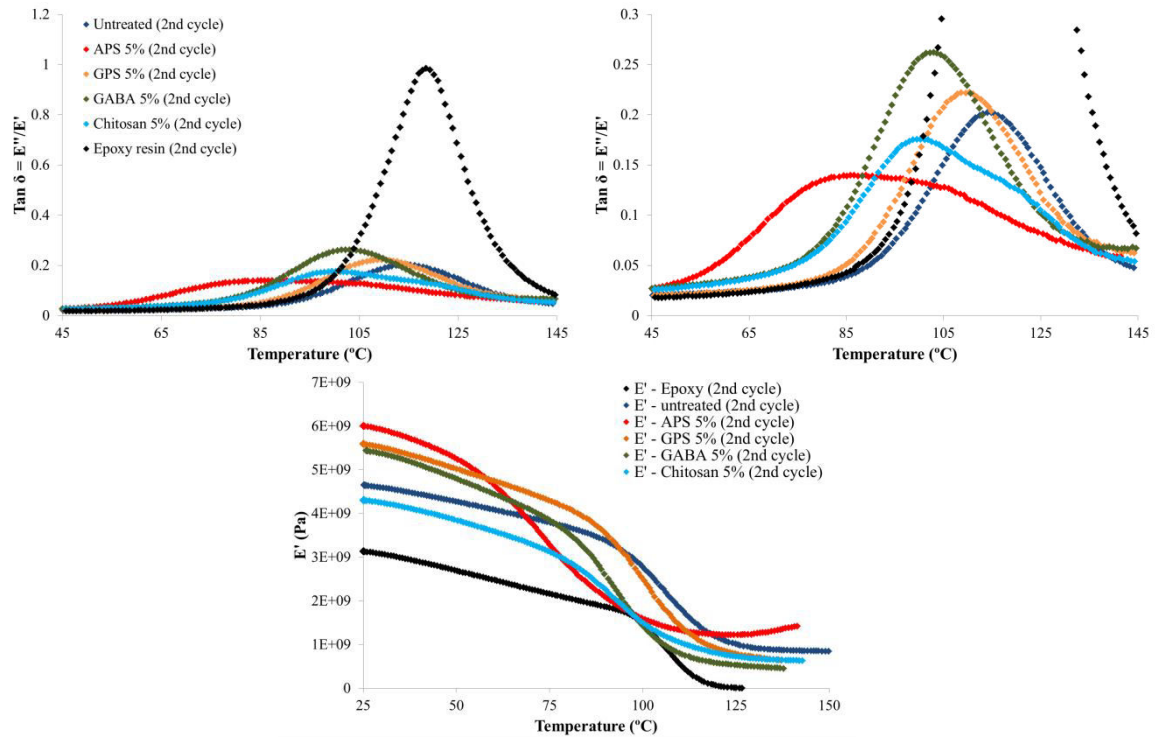 Tan δ = E''/E'
1.2
1
0.8
0.6
0.4
0.2
0
Untreated (2nd cycle)
APS 5% (2nd cycle)
GPS 5% (2nd cycle)
GABA 5% (2nd cycle)
Chitosan 5% (2nd cycle)
Epoxy resin (2nd cycle)
45 65 85 105 125 145
Temperature (ºC)
Tan δ = E''/E'
0.3
0.25
0.2
0.15
0.1
0.05
0
45 65 85 105 125 145
Temperature (ºC)
E' (Pa)
7E+09
6E+09
5E+09
4E+09
3E+09
2E+09
1E+09
0
E' - Epoxy (2nd cycle)
E' - untreated (2nd cycle)
E' - APS 5% (2nd cycle)
E' - GPS 5% (2nd cycle)
E' - GABA 5% (2nd cycle)
E' - Chitosan 5% (2nd cycle)
25 50 75 100 125 150
Temperature (ºC)